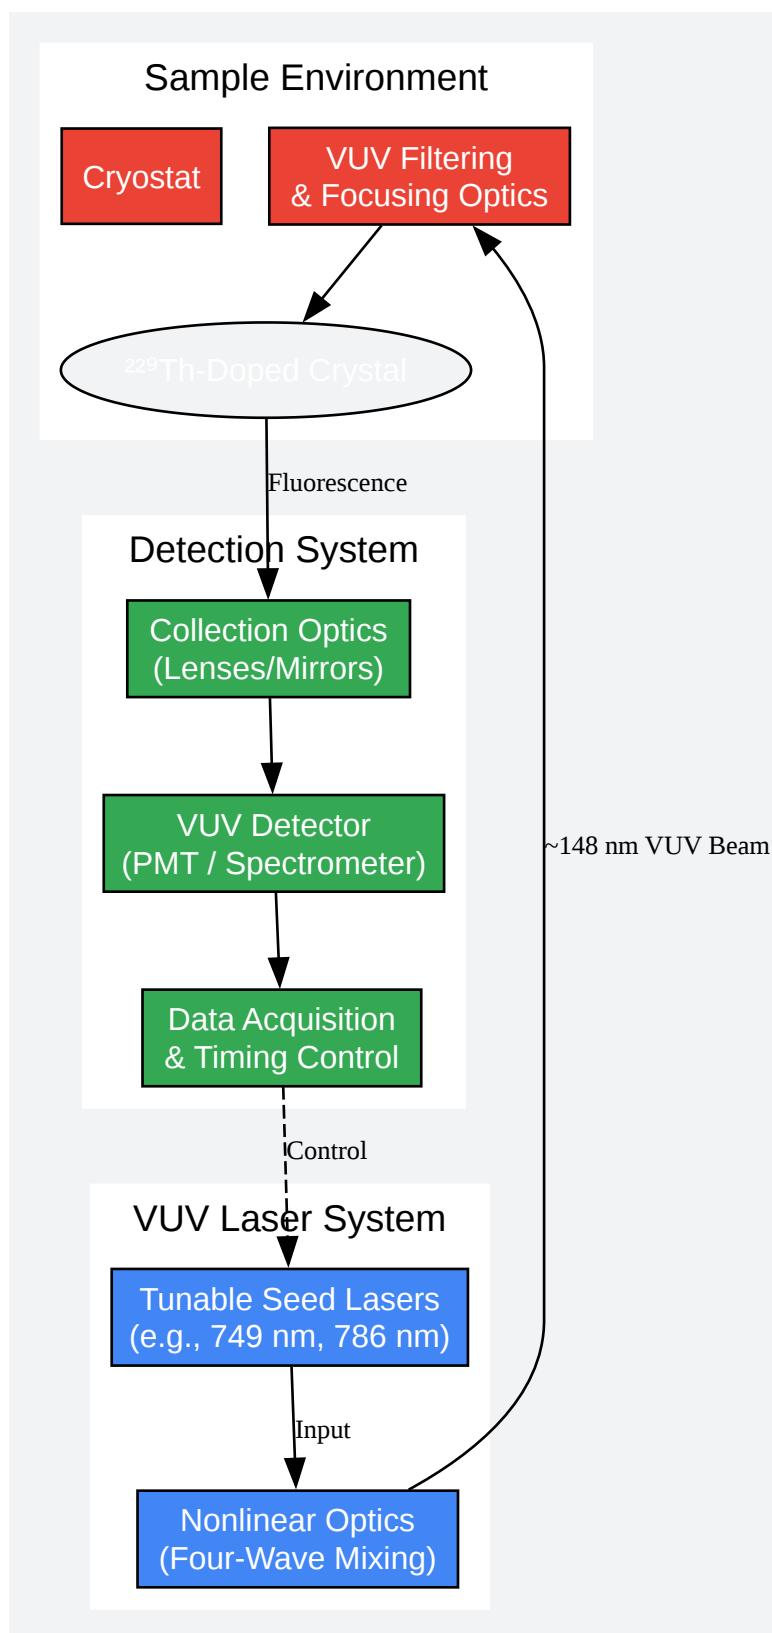 Sample Environment
Cryostat
VUV Filtering
& Focusing Optics
²²⁹Th-Doped Crystal
Fluorescence
Detection System
Collection Optics
(Lenses/Mirrors)
VUV Detector
(PMT / Spectrometer)
~148 nm VUV Beam
Data Acquisition
& Timing Control
Control
VUV Laser System
Tunable Seed Lasers
(e.g., 749 nm, 786 nm)
Input
Nonlinear Optics
(Four-Wave Mixing)